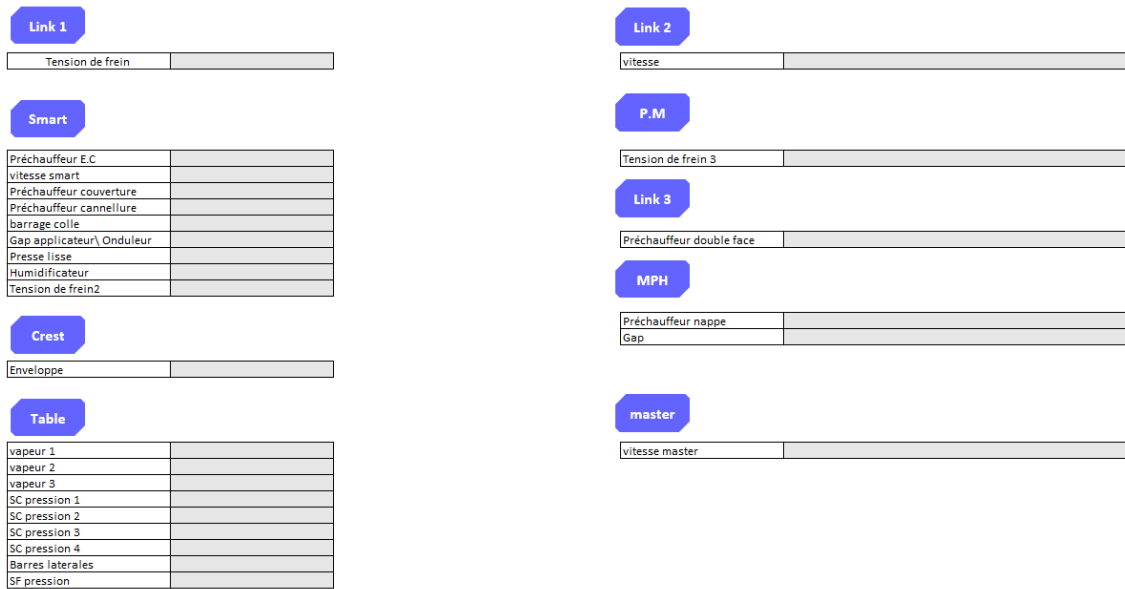 Link 1
Tension de frein
Smart
Préchauffeur E.C
vitesse smart
Préchauffeur couverture
Préchauffeur cannellure
barrage colle
Gap applicateur\ Onduleur
Presse lisse
Humidificateur
Tension de frein2
Crest
Enveloppe
Table
vapeur 1
vapeur 2
vapeur 3
SC pression 1
SC pression 2
SC pression 3
SC pression 4
Barres laterales
SF pression
Link 2
vitesse
P.M
Tension de frein 3
Link 3
Préchauffeur double face
MPH
Préchauffeur nappe
Gap
master
vitesse master